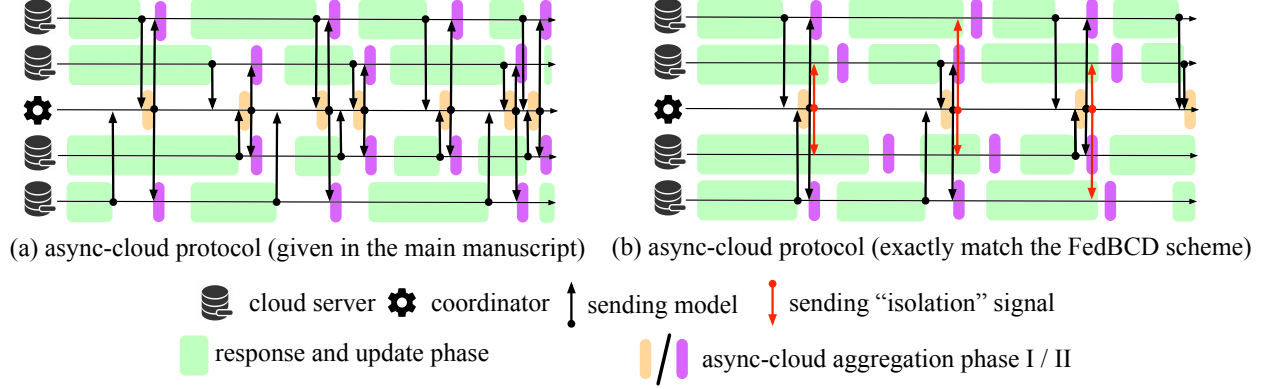 (a) async-cloud protocol (given in the main manuscript)
(b) async-cloud protocol (exactly match the FedBCD scheme)
cloud server
coordinator
sending model
sending “isolation” signal
response and update phase
async-cloud aggregation phase I / II